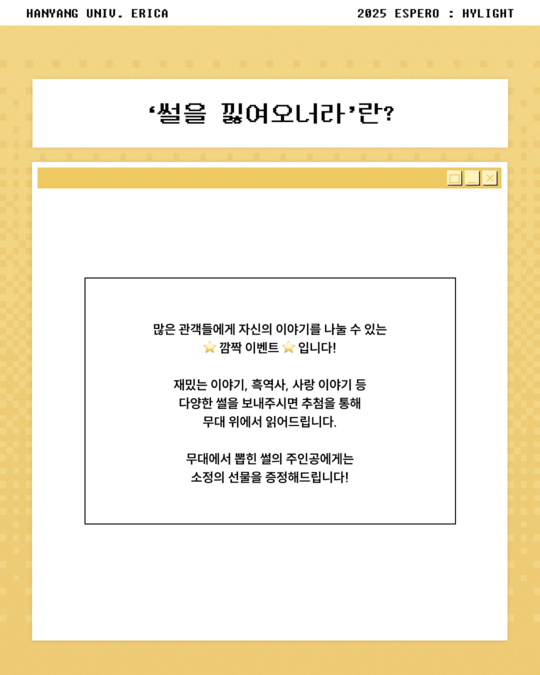 HANYANG UNIV. ERICA
2025 ESPERO : HYLIGHT
‘썰을 낋여오너라’란?
많은 관객들에게 자신의 이야기를 나눌 수 있는
⭐ 깜짝 이벤트 ⭐ 입니다!
재밌는 이야기, 흑역사, 사랑 이야기 등
다양한 썰을 보내주시면 추첨을 통해
무대 위에서 읽어드립니다.
무대에서 뽑힌 썰의 주인공에게는
소정의 선물을 증정해드립니다!